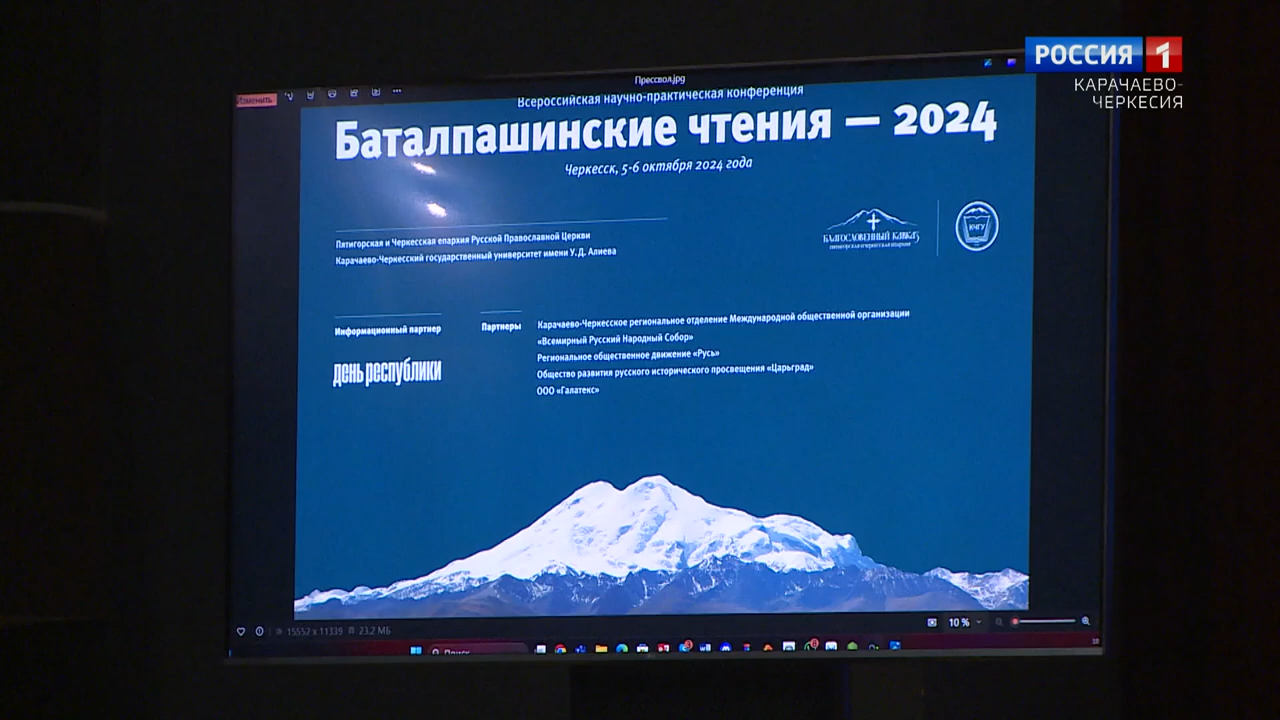 РОССИЯ 1
КАРАЧАЕВО-
ЧЕРКЕСИЯ
Прессвол.jpg
Изменить
Всероссийская научно-практическая конференция
Баталпашинские чтения — 2024
Черкесск, 5-6 октября 2024 года
БЛАГОСЛОВЕННЫЙ КАВКАЗ
КЧГУ
Пятигорская и Черкесская епархия Русской Православной Церкви
Карачаево-Черкесский государственный университет имени У.Д. Алиева
Информационный партнер
день республики
Партнеры
Карачаево-Черкесское региональное отделение Международной общественной организации
«Всемирный Русский Народный Собор»
Региональное общественное движение «Русь»
Общество развития русского исторического просвещения «Царьград»
ООО «Галатекс»
15552 x 11339 23,2 МБ
10 %
Поиск